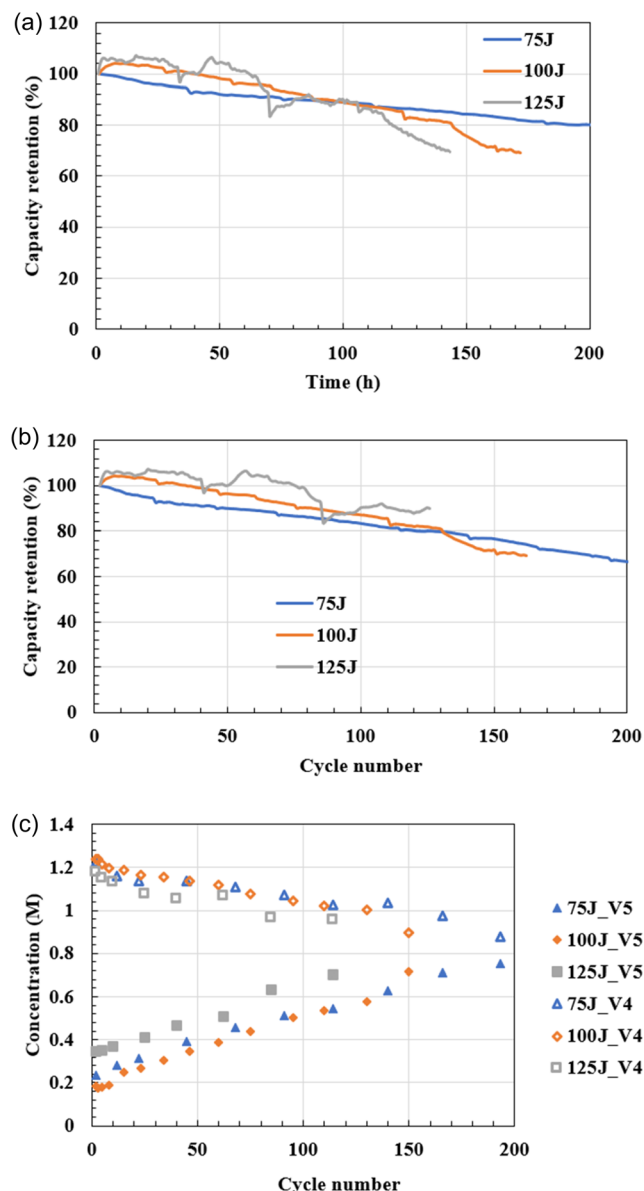 (a)
120
100
80
60
40
20
0
Capacity retention (%)
75J
100J
125J
0 50 100 150 200
Time (h)
(b)
120
100
80
60
40
20
0
Capacity retention (%)
75J
100J
125J
0 50 100 150 200
Cycle number
(c)
1.4
1.2
1
0.8
0.6
0.4
0.2
0
Concentration (M)
0 50 100 150 200
Cycle number
75J_V5
100J_V5
125J_V5
75J_V4
100J_V4
125J_V4